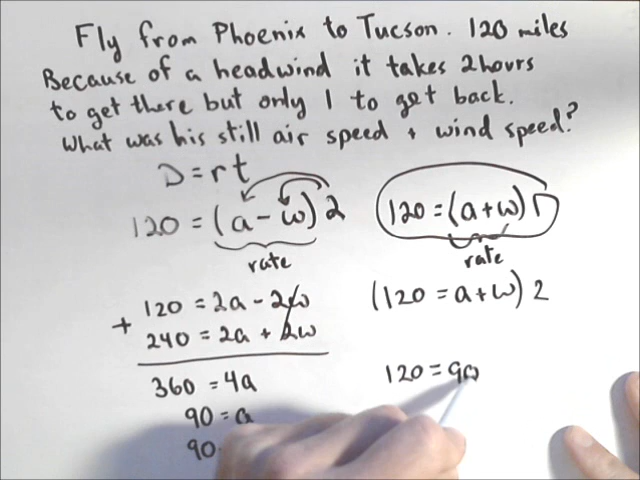 Fly from Phoenix to Tucson. 120 miles
Because of a headwind it takes 2 hours
to get there but only 1 to get back.
What was his still air speed + wind speed?
D = rt
120 = (a - w) 2
rate
120 = (a + w) 1
rate
120 = 2a - 2w
+ 240 = 2a + 2w
360 = 4a
90 = a
90
(120 = a + w) 2
120 = 90